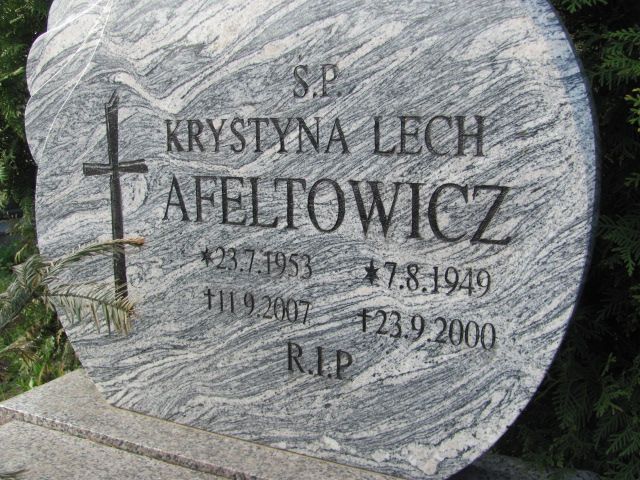 Ś.P.
KRYSTYNA LECH
AFELTOWICZ
*23.7.1953 *7.8.1949
†11.9.2007 †23.9.2000
R.I.P